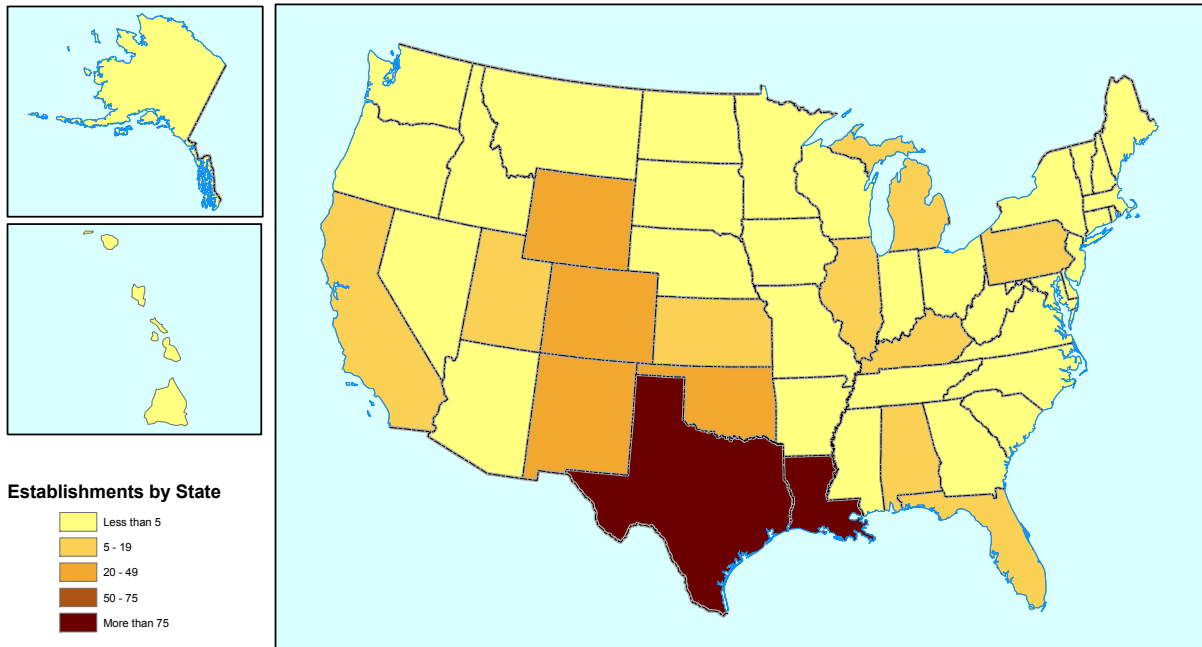 Establishments by State
Less than 5
5 - 19
20 - 49
50 - 75
More than 75